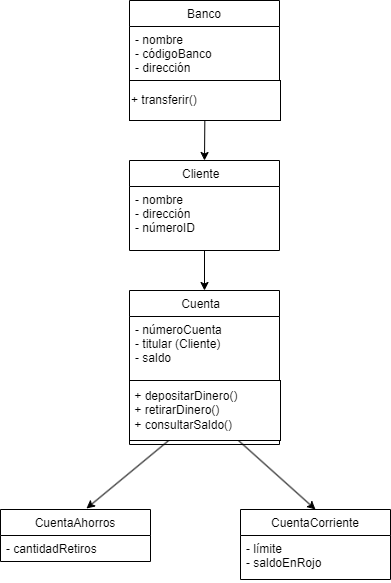 Banco
- nombre
- códigoBanco
- dirección
+ transferir()
Cliente
- nombre
- dirección
- númeroID
Cuenta
- númeroCuenta
- titular (Cliente)
- saldo
+ depositarDinero()
+ retirarDinero()
+ consultarSaldo()
CuentaAhorros
- cantidadRetiros
CuentaCorriente
- límite
- saldoEnRojo